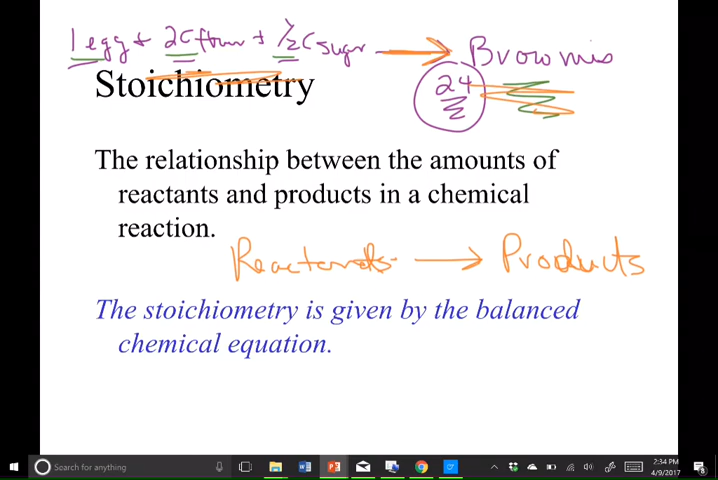 1 egg + 2C flour + 1/2C sugar → Brownies
24
Stoichiometry
The relationship between the amounts of
reactants and products in a chemical
reaction.
Reactants → Products
The stoichiometry is given by the balanced
chemical equation.
Search for anything
2:34 PM
4/9/2017